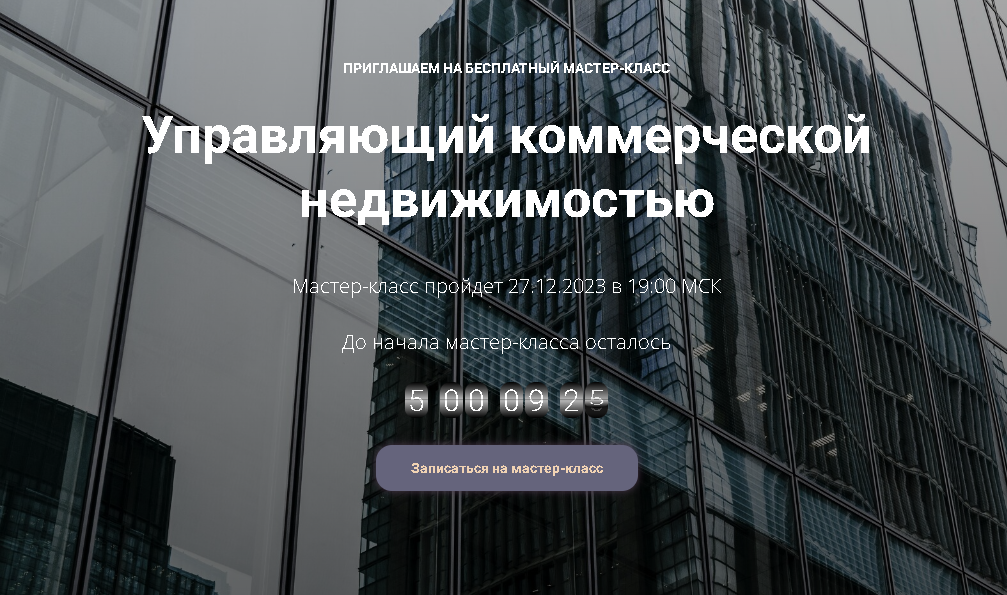 ПРИГЛАШАЕМ НА БЕСПЛАТНЫЙ МАСТЕР-КЛАСС
Управляющий коммерческой
недвижимостью
Мастер-класс пройдет 27.12.2023 в 19:00 МСК
До начала мастер-класса осталось
5 00 09 25
Записаться на мастер-класс